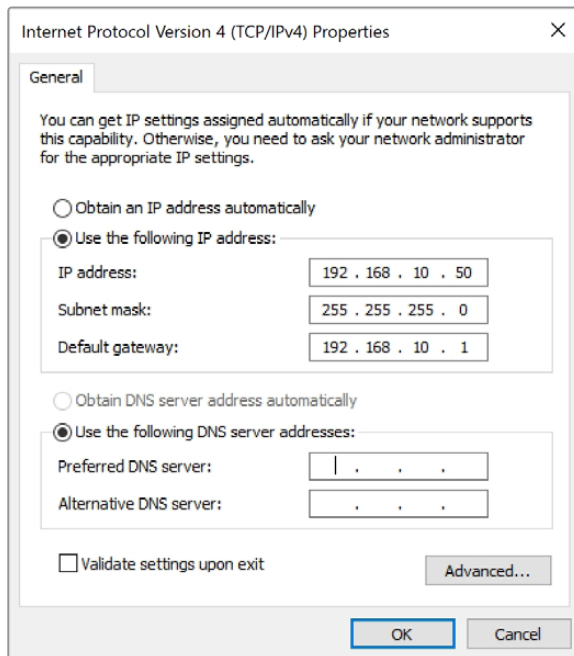 Internet Protocol Version 4 (TCP/IPv4) Properties
General
You can get IP settings assigned automatically if your network supports
this capability. Otherwise, you need to ask your network administrator
for the appropriate IP settings.
Obtain an IP address automatically
Use the following IP address:
IP address: 192 . 168 . 10 . 50
Subnet mask: 255 . 255 . 255 . 0
Default gateway: 192 . 168 . 10 . 1
Obtain DNS server address automatically
Use the following DNS server addresses:
Preferred DNS server: . . .
Alternative DNS server: . . .
Validate settings upon exit
Advanced...
OK Cancel